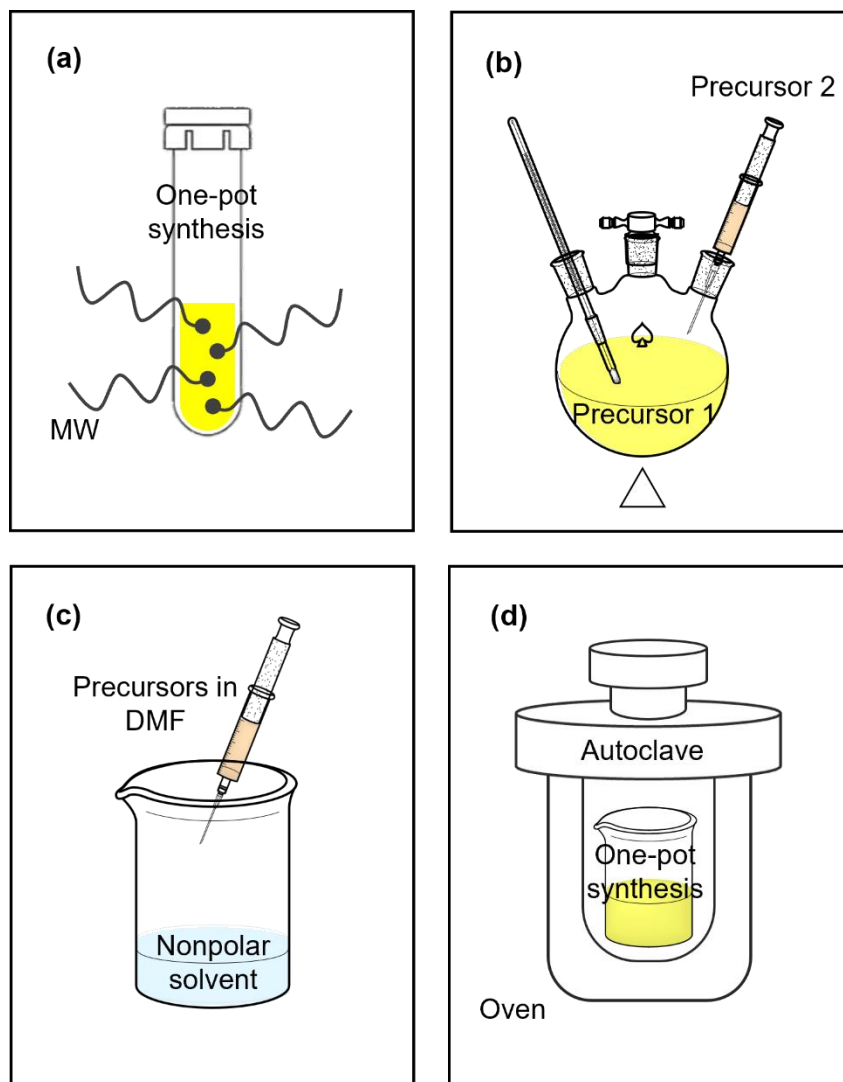 (a)
One-pot
synthesis
MW
(b)
Precursor 2
Precursor 1
(c)
Precursors in
DMF
Nonpolar
solvent
(d)
Autoclave
One-pot
synthesis
Oven